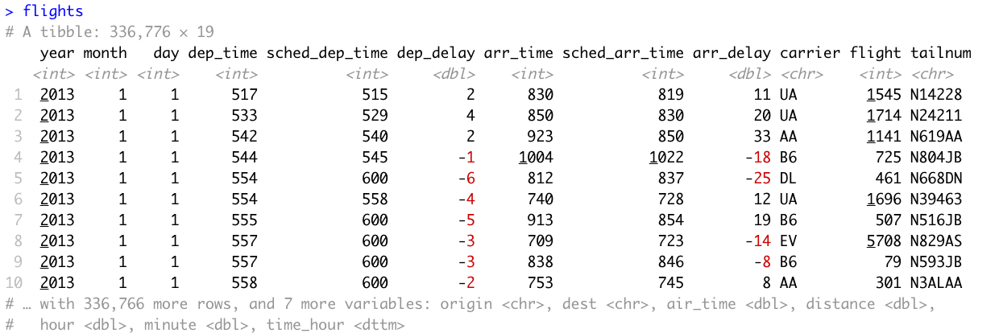 > flights
# A tibble: 336,776 × 19
year month day dep_time sched_dep_time dep_delay arr_time sched_arr_time arr_delay carrier flight tailnum
<int> <int> <int> <int> <int> <dbl> <int> <int> <dbl> <chr> <int> <chr>
1 2013 1 1 517 515 2 830 819 11 UA 1545 N14228
2 2013 1 1 533 529 4 850 830 20 UA 1714 N24211
3 2013 1 1 542 540 2 923 850 33 AA 1141 N619AA
4 2013 1 1 544 545 -1 1004 1022 -18 B6 725 N804JB
5 2013 1 1 554 600 -6 812 837 -25 DL 461 N668DN
6 2013 1 1 554 558 -4 740 728 12 UA 1696 N39463
7 2013 1 1 555 600 -5 913 854 19 B6 507 N516JB
8 2013 1 1 557 600 -3 709 723 -14 EV 5708 N829AS
9 2013 1 1 557 600 -3 838 846 -8 B6 79 N593JB
10 2013 1 1 558 600 -2 753 745 8 AA 301 N3ALAA
# … with 336,766 more rows, and 7 more variables: origin <chr>, dest <chr>, air_time <dbl>, distance <dbl>,
# hour <dbl>, minute <dbl>, time_hour <dttm>